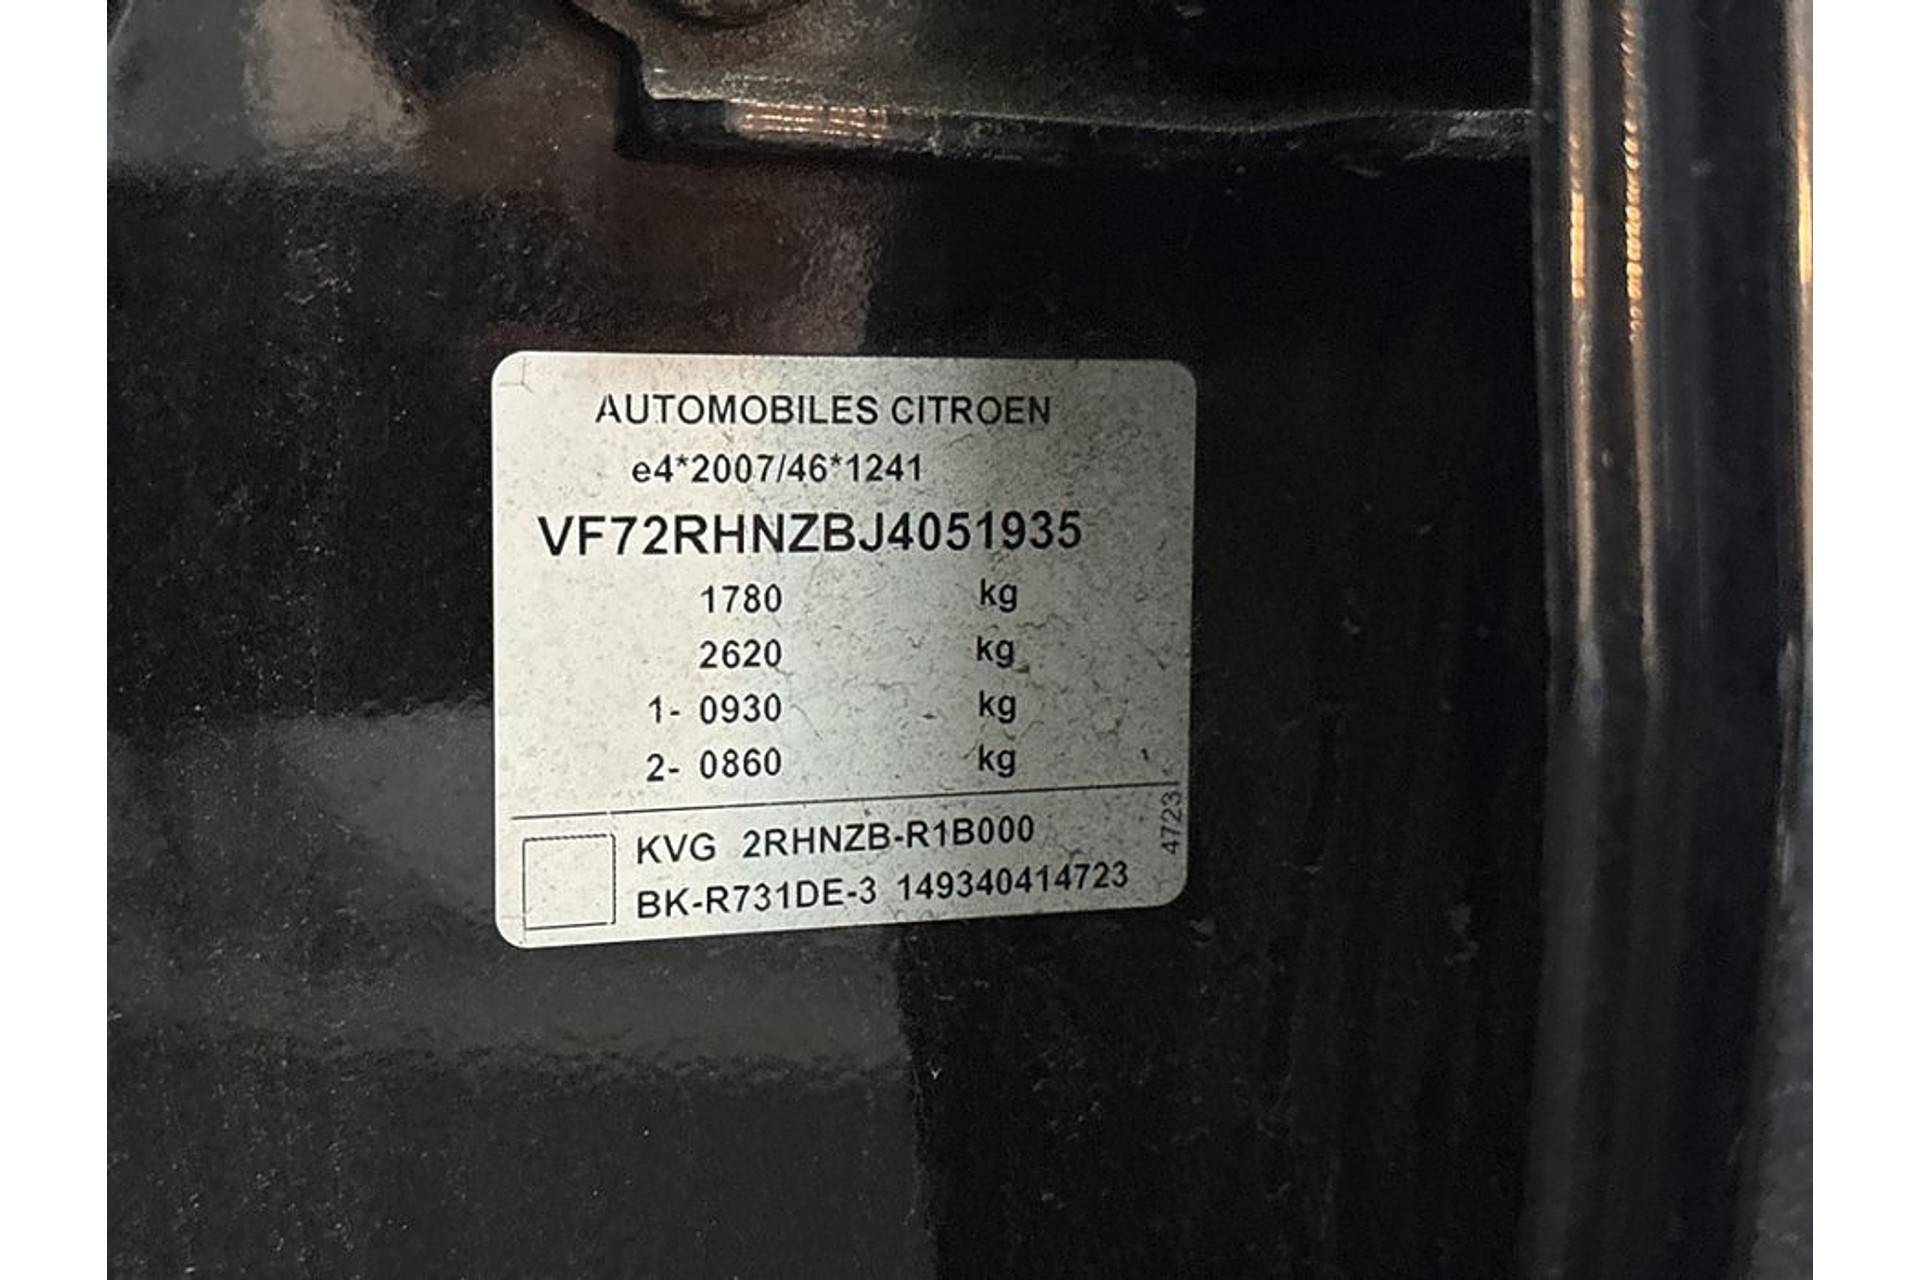 AUTOMOBILES CITROEN
e4*2007/46*1241
VF72RHNZBJ4051935
1780 kg
2620 kg
1- 0930 kg
2- 0860 kg
KVG 2RHNZB-R1B000
BK-R731DE-3 149340414723
4723